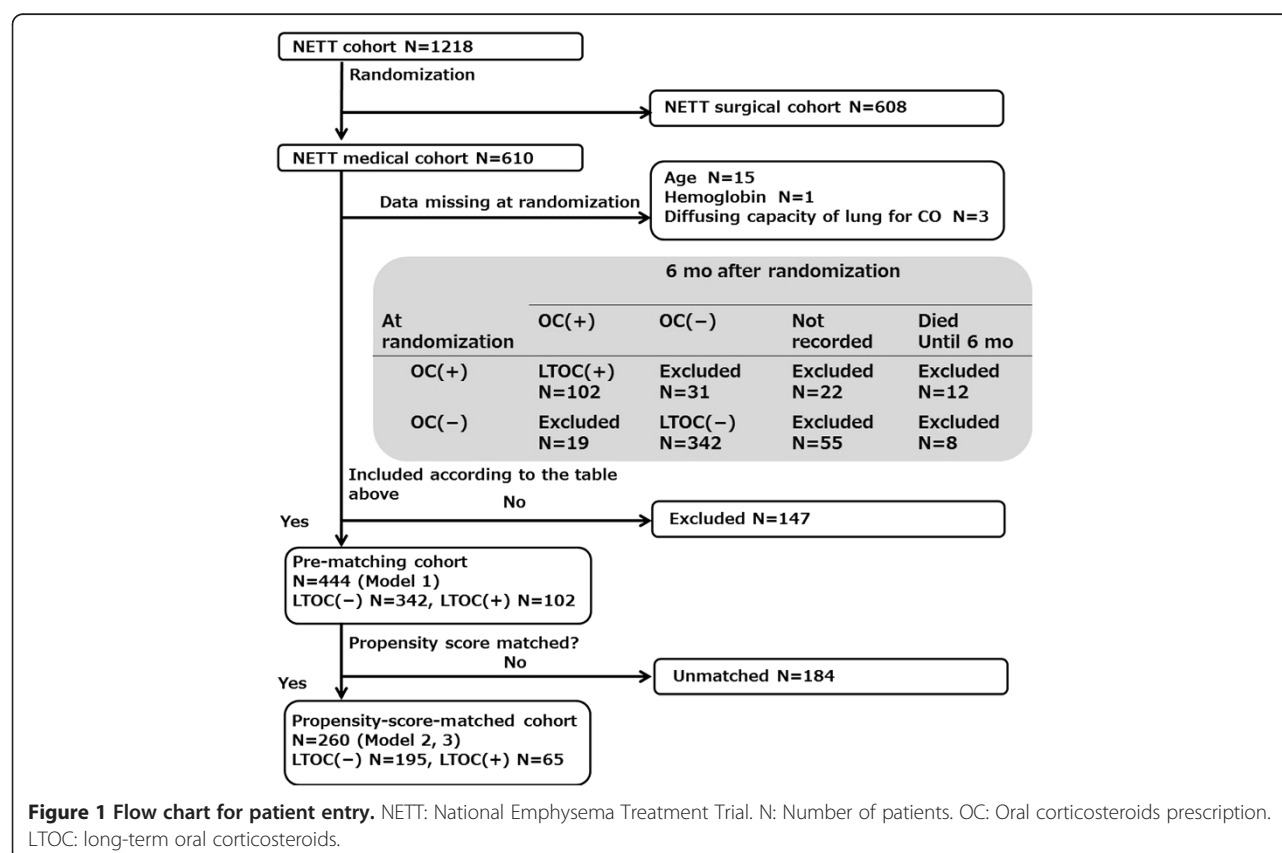 NETT cohort N=1218
Randomization
NETT surgical cohort N=608
NETT medical cohort N=610
Data missing at randomization
Age N=15
Hemoglobin N=1
Diffusing capacity of lung for CO N=3
6 mo after randomization
At randomization OC(+) OC(−) Not recorded Died Until 6 mo
OC(+) LTOC(+) Excluded Excluded Excluded
N=102 N=31 N=22 N=12
OC(−) Excluded LTOC(−) Excluded Excluded
N=19 N=342 N=55 N=8
Included according to the table
above
No
Excluded N=147
Yes
Pre-matching cohort
N=444 (Model 1)
LTOC(−) N=342, LTOC(+) N=102
Propensity score matched?
No
Unmatched N=184
Yes
Propensity-score-matched cohort
N=260 (Model 2, 3)
LTOC(−) N=195, LTOC(+) N=65
Figure 1 Flow chart for patient entry. NETT: National Emphysema Treatment Trial. N: Number of patients. OC: Oral corticosteroids prescription.
LTOC: long-term oral corticosteroids.